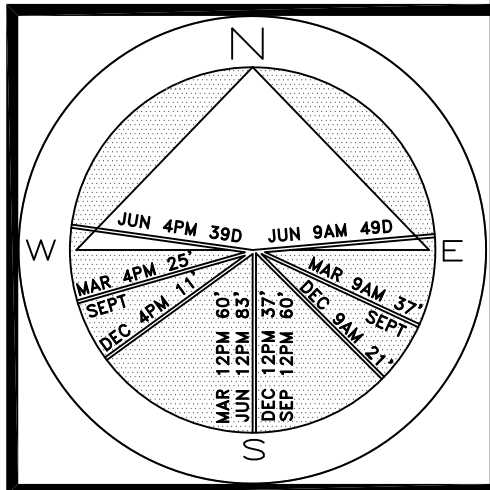 N
JUN 4PM 39D
JUN 9AM 49D
W
E
MAR 4PM 25'
SEPT
DEC 4PM 11'
MAR 9AM 37'
SEPT
DEC 9AM 21'
MAR 12PM 60'
JUN 12PM 83'
DEC 12PM 37'
SEP 12PM 60'
S